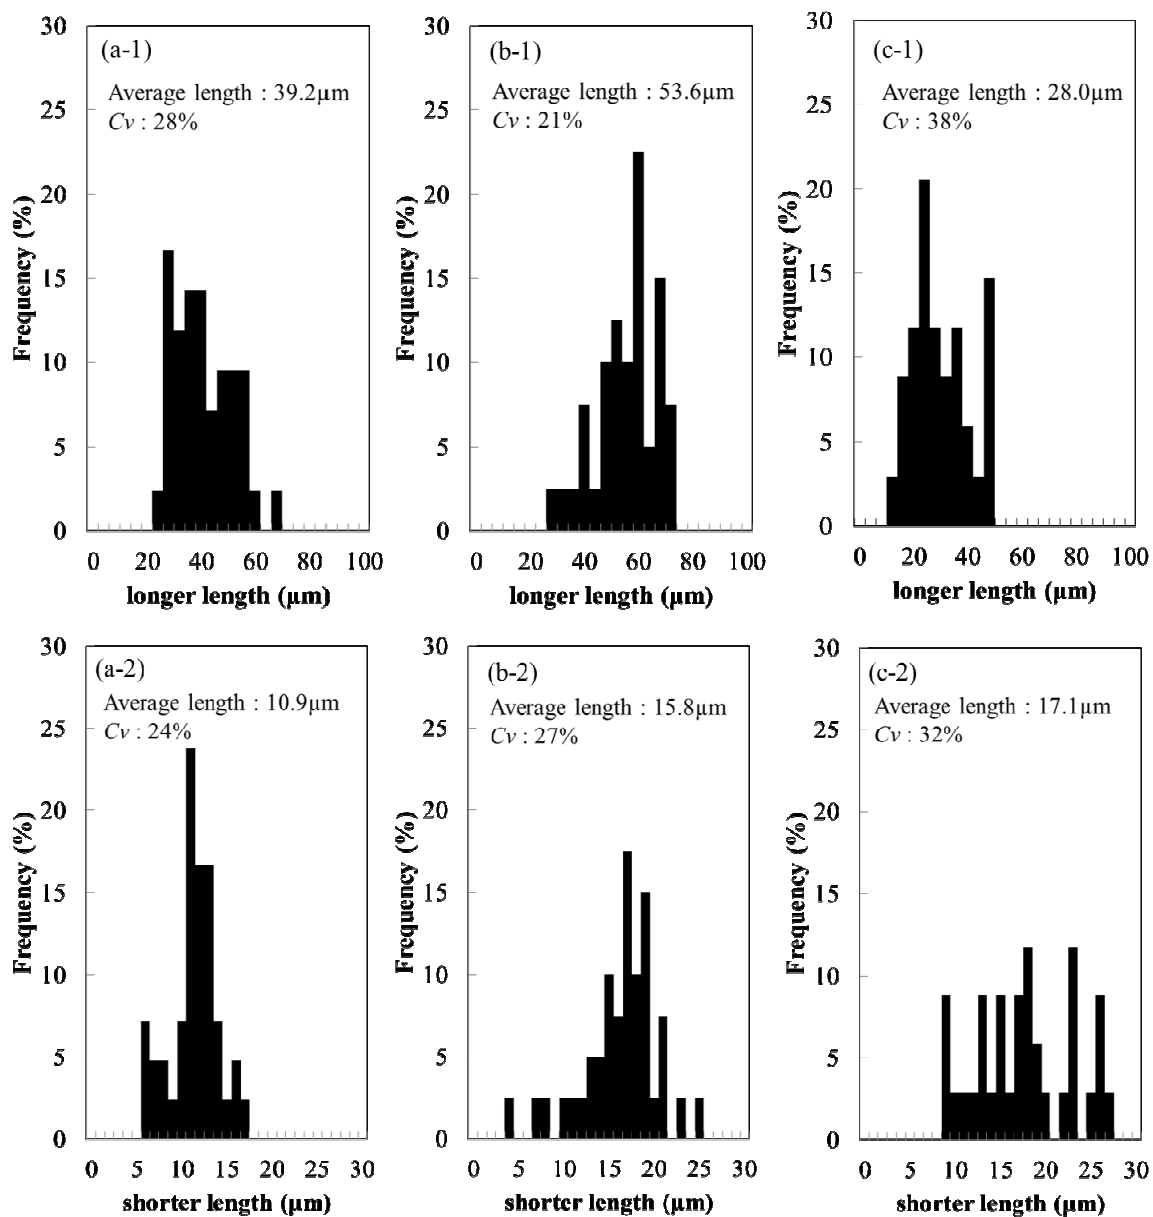 30
25
20
15
10
5
0
Frequency (%)
(a-1)
Average length : 39.2μm
Cv : 28%
0 20 40 60 80 100
longer length (μm)
30
25
20
15
10
5
0
Frequency (%)
(b-1)
Average length : 53.6μm
Cv : 21%
0 20 40 60 80 100
longer length (μm)
30
25
20
15
10
5
0
Frequency (%)
(c-1)
Average length : 28.0μm
Cv : 38%
0 20 40 60 80 100
longer length (μm)
30
25
20
15
10
5
0
Frequency (%)
(a-2)
Average length : 10.9μm
Cv : 24%
0 5 10 15 20 25 30
shorter length (μm)
30
25
20
15
10
5
0
Frequency (%)
(b-2)
Average length : 15.8μm
Cv : 27%
0 5 10 15 20 25 30
shorter length (μm)
30
25
20
15
10
5
0
Frequency (%)
(c-2)
Average length : 17.1μm
Cv : 32%
0 5 10 15 20 25 30
shorter length (μm)